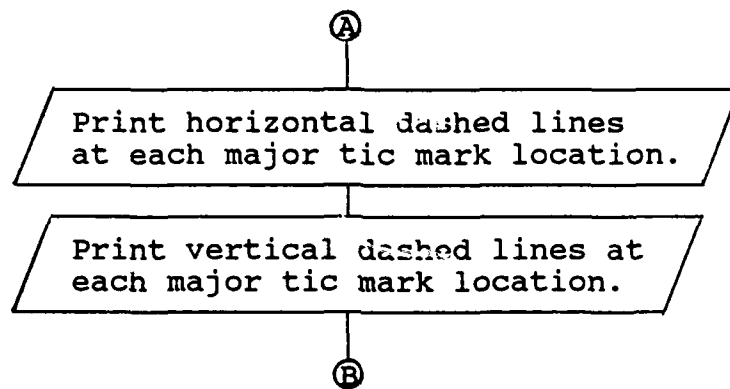 A
Print horizontal dashed lines
at each major tic mark location.
Print vertical dashed lines at
each major tic mark location.
B